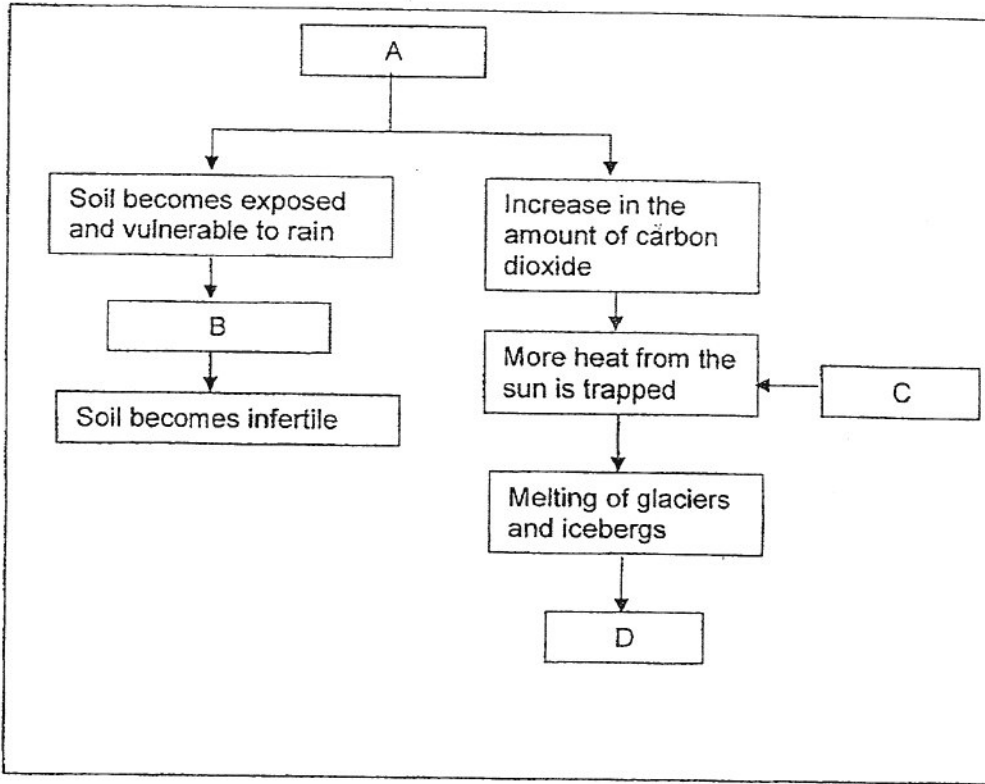 A
Soil becomes exposed
and vulnerable to rain
Increase in the
amount of carbon
dioxide
B
More heat from the
sun is trapped
C
Soil becomes infertile
Melting of glaciers
and icebergs
D